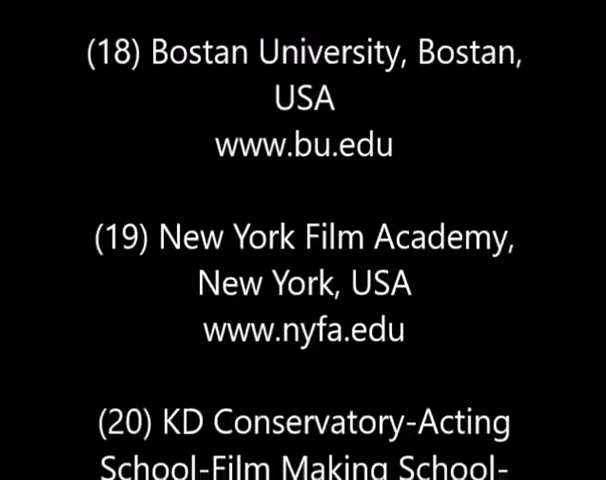 (18) Bostan University, Bostan,
USA
www.bu.edu
(19) New York Film Academy,
New York, USA
www.nyfa.edu
(20) KD Conservatory-Acting
School-Film Making School-